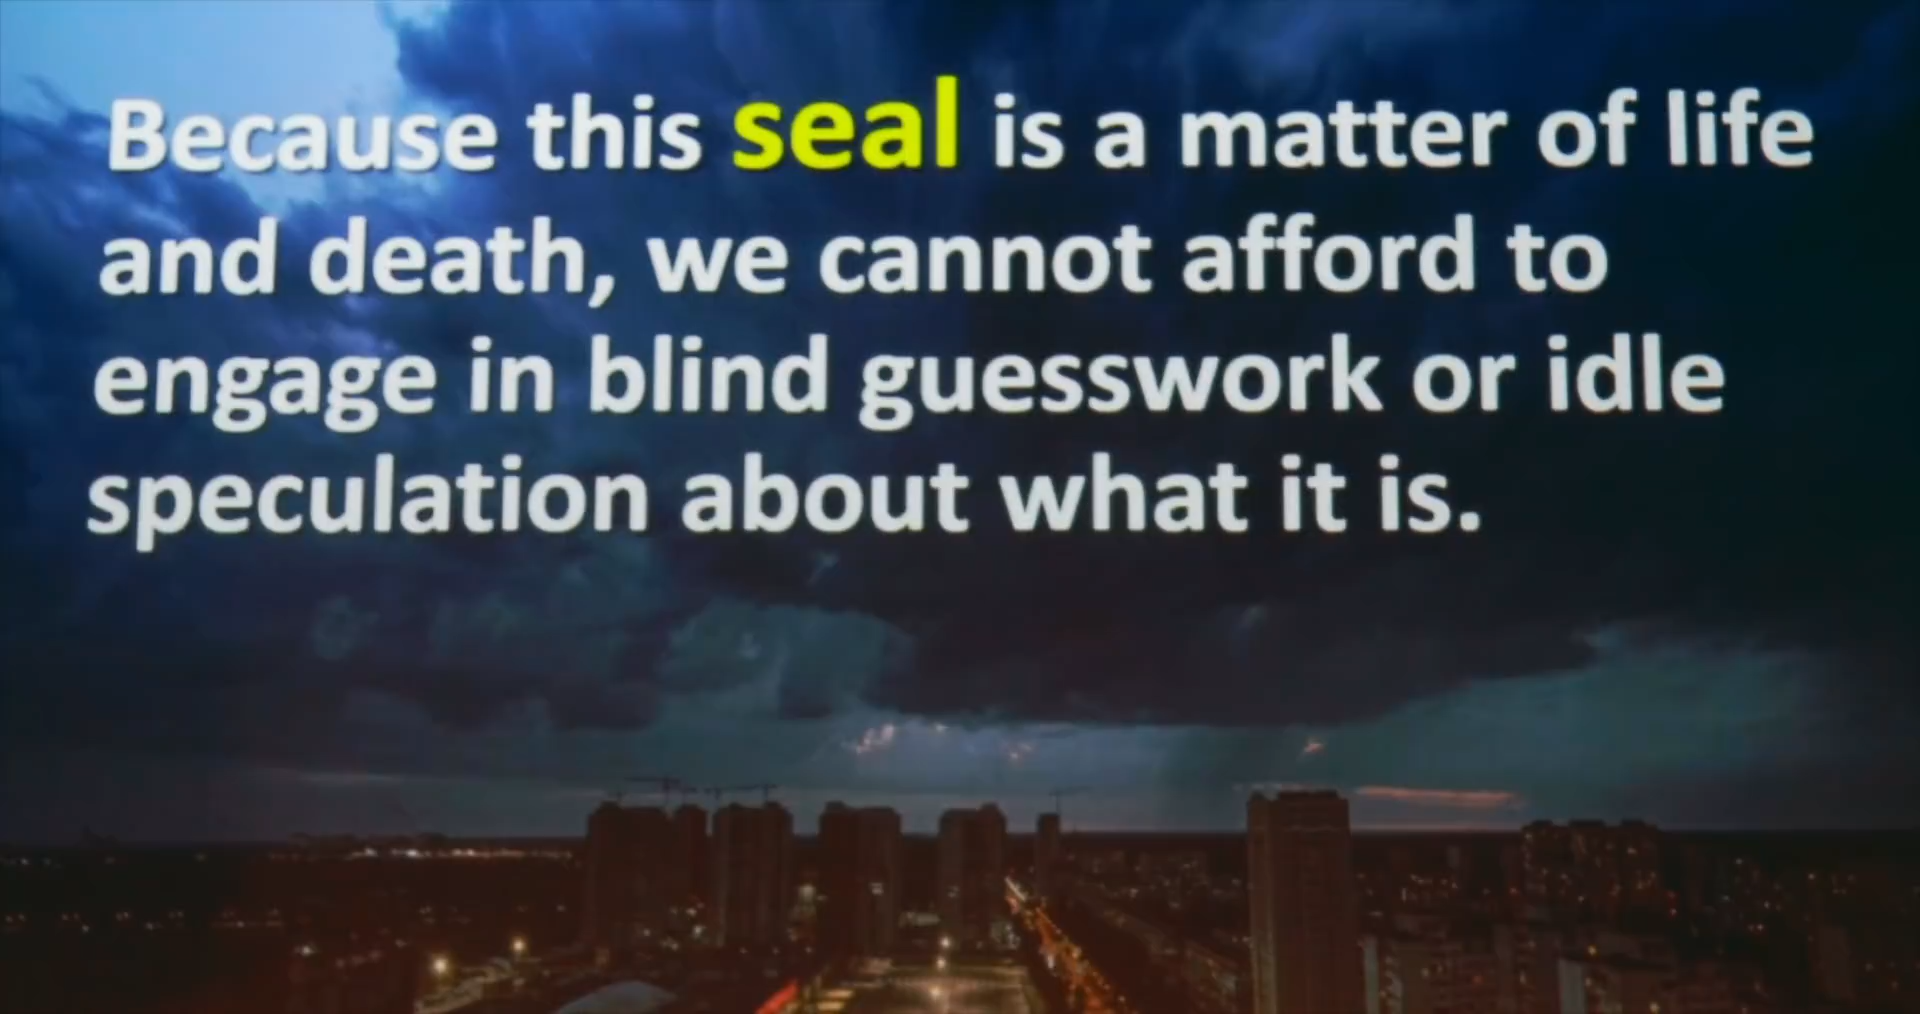 Because this seal is a matter of life
and death, we cannot afford to
engage in blind guesswork or idle
speculation about what it is.